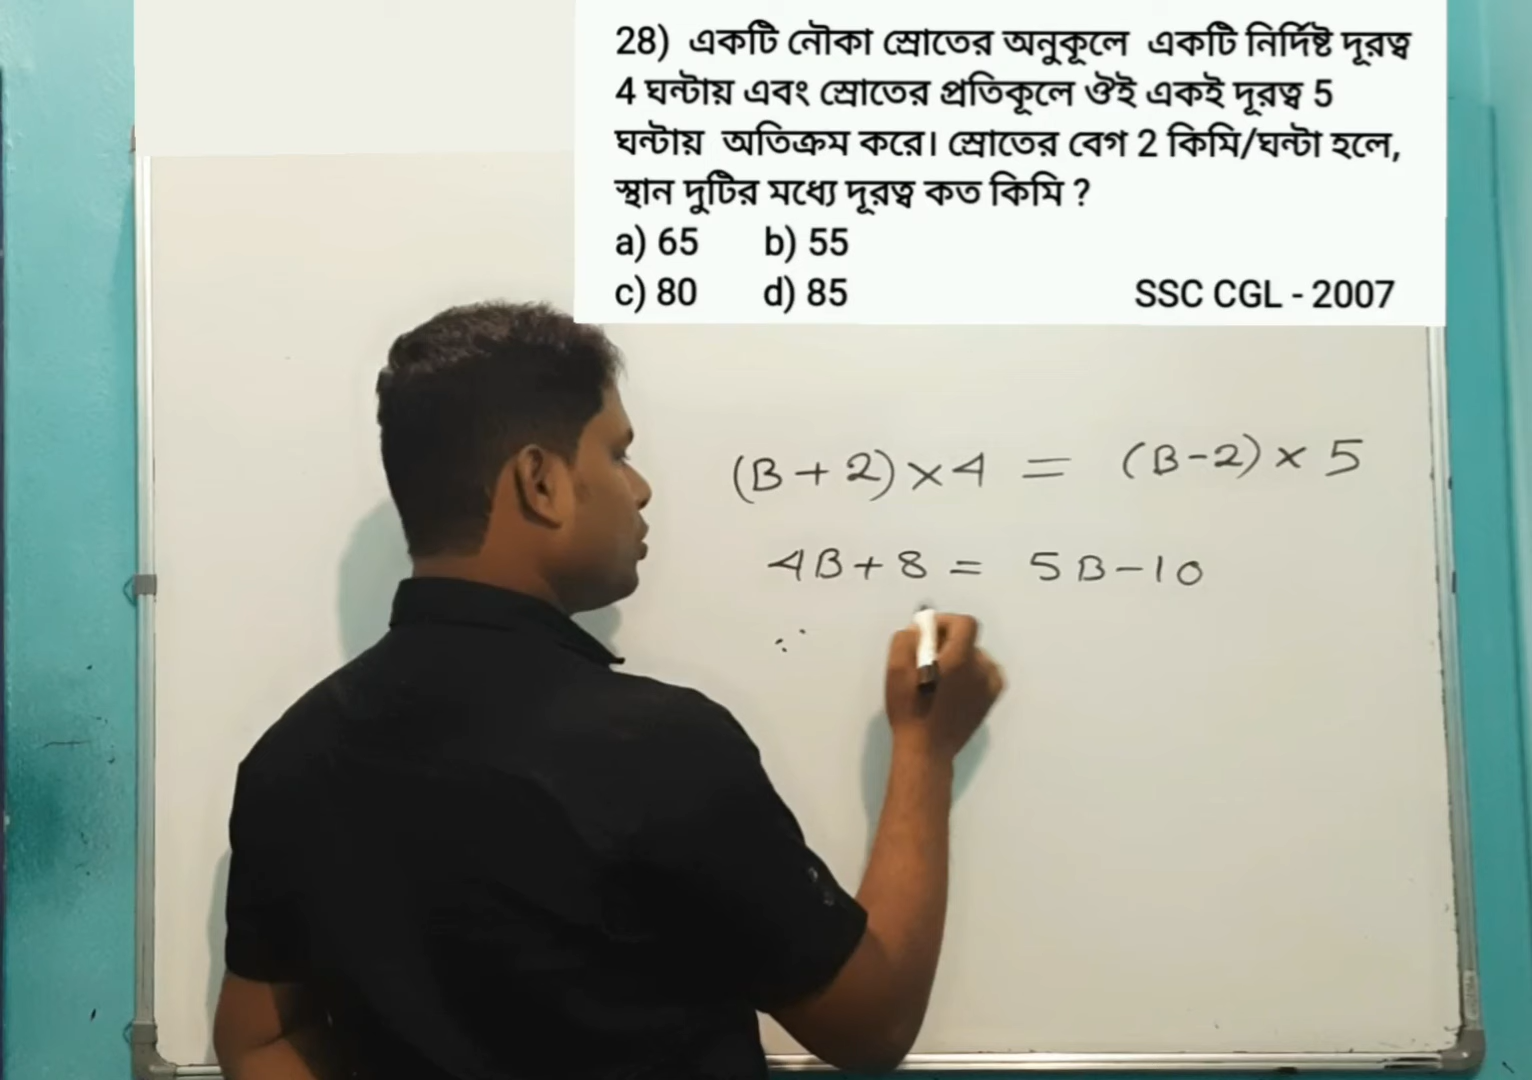 28) একটি নৌকা স্রোতের অনুকূলে একটি নির্দিষ্ট দূরত্ব
4 ঘন্টায় এবং স্রোতের প্রতিকূলে ঔই একই দূরত্ব 5
ঘন্টায় অতিক্রম করে। স্রোতের বেগ 2 কিমি/ঘন্টা হলে,
স্থান দুটির মধ্যে দূরত্ব কত কিমি ?
a) 65 b) 55
c) 80 d) 85 SSC CGL - 2007
(B + 2) × 4 = (B - 2) × 5
4B + 8 = 5B - 10
∵